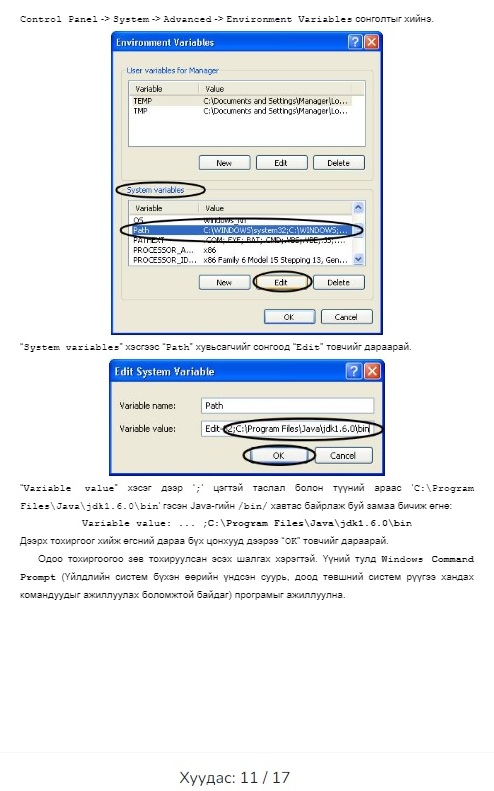 Control Panel -> System -> Advanced -> Environment Variables сонголтыг хийнэ.
Environment Variables
User variables for Manager
Variable Value
TEMP C:\Documents and Settings\Manager\Lo...
TMP C:\Documents and Settings\Manager\Lo...
New Edit Delete
System variables
Variable Value
OS Windows_NT
Path C:\WINDOWS\system32;C:\WINDOWS;...
PATHEXT .COM;.EXE;.BAT;.CMD;.VBS;.VBE;.JS;....
PROCESSOR_A... x86
PROCESSOR_ID... x86 Family 6 Model 15 Stepping 13, Gen...
New Edit Delete
OK Cancel
"System variables" хэсгээс "Path" хувьсагчийг сонгоод "Edit" товчийг дараарай.
Edit System Variable
Variable name: Path
Variable value: Edit-32;C:\Program Files\Java\jdk1.6.0\bin
OK Cancel
"Variable value" хэсэг дээр ';' цэгтэй таслал болон түүний араас 'C:\Program
Files\Java\jdk1.6.0\bin' гэсэн Java-гийн /bin/ хавтас байрлаж буй замаа бичиж өгнө:
Variable value: ... ;C:\Program Files\Java\jdk1.6.0\bin
Дээрх тохиргоог хийж өгсний дараа бүх цонхууд дээрээ "OK" товчийг дараарай.
Одоо тохиргоогоо зөв тохируулсан эсэх шалгах хэрэгтэй. Үүний тулд Windows Command
Prompt (Үйлдлийн систем бүхэн өөрийн үндсэн суурь, доод төвшний систем рүүгээ хандах
командуудыг ажиллуулах боломжтой байдаг) програмыг ажиллуулна.
Хуудас: 11 / 17